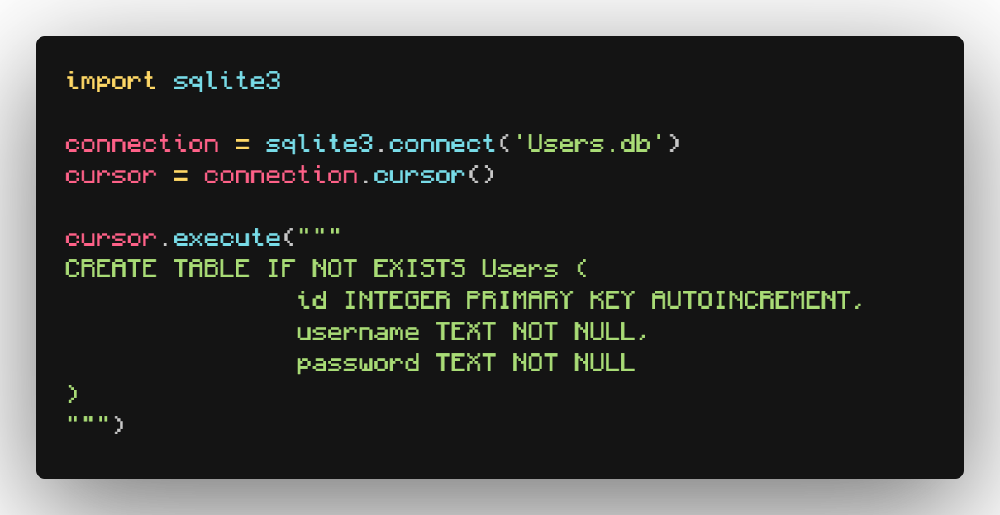 import sqlite3
connection = sqlite3.connect('Users.db')
cursor = connection.cursor()
cursor.execute("""
CREATE TABLE IF NOT EXISTS Users (
id INTEGER PRIMARY KEY AUTOINCREMENT,
username TEXT NOT NULL,
password TEXT NOT NULL
)
""")